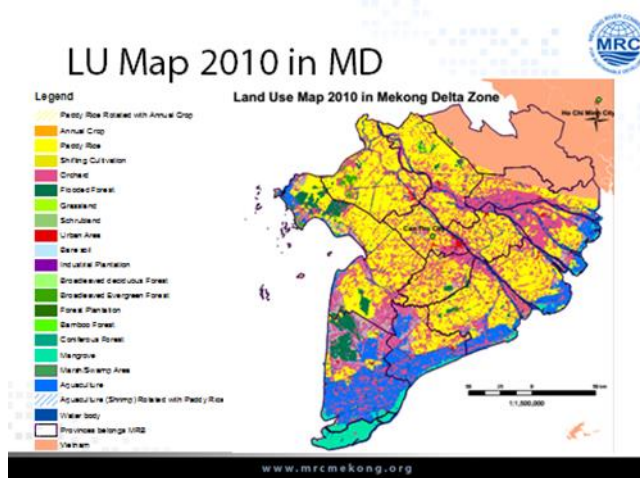 MRC
LU Map 2010 in MD
Legend
Land Use Map 2010 in Mekong Delta Zone
Paddy Rice Rotated with Annual Crop
Annual Crop
Paddy Rice
Shifting Cultivation
Orchard
Flooded Forest
Grassland
Schrubland
Urban Area
Bare soil
Industrial Plantation
Broadleaved deciduous Forest
Broadleaved Evergreen Forest
Forest Plantation
Bamboo Forest
Coniferous Forest
Mangrove
Marsh/Swamp Area
Aquaculture
Aquaculture (Shrimp) Rotated with Paddy Rice
Water body
Provinces belongs MRB
Vietnam
Ho Chi Minh City
Can Tho City
1:1,500,000
www.mrcmekong.org